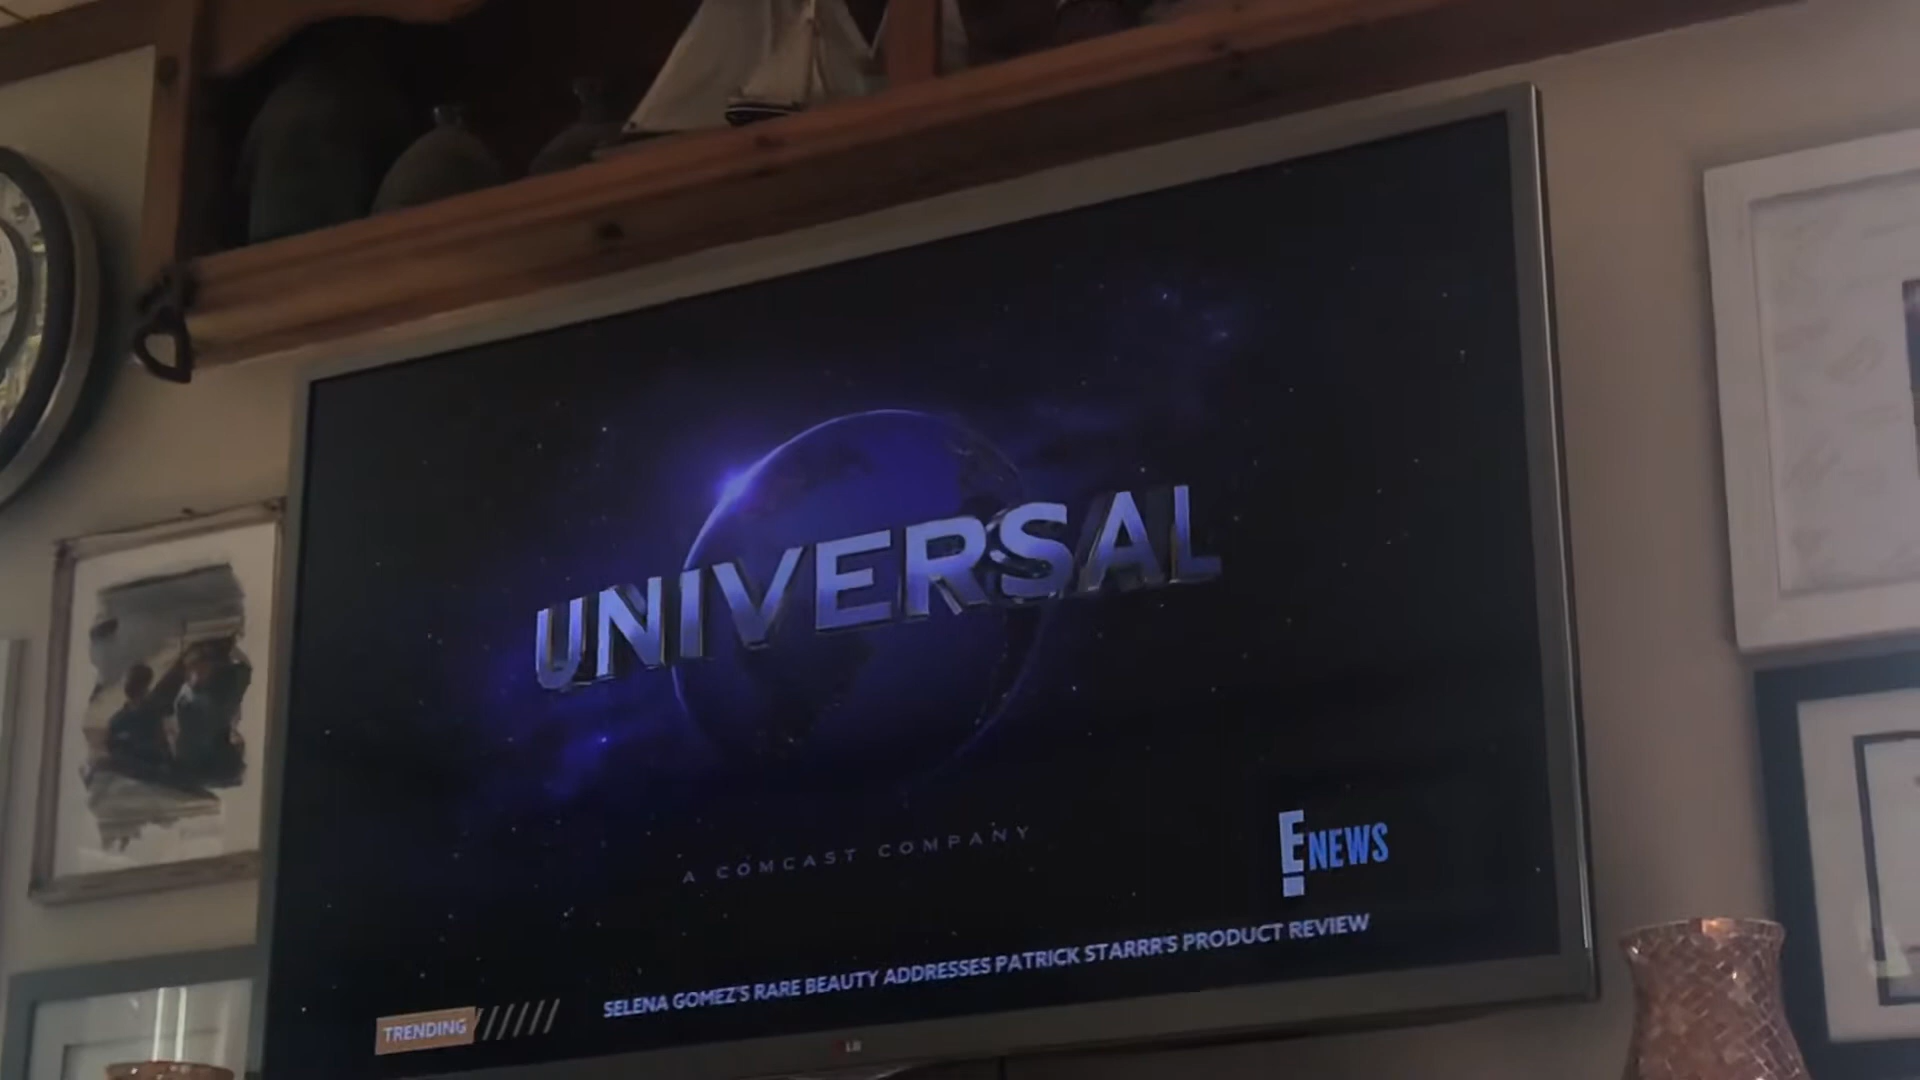 UNIVERSAL
A COMCAST COMPANY
E! NEWS
SELENA GOMEZ'S RARE BEAUTY ADDRESSES PATRICK STARRR'S PRODUCT REVIEW
TRENDING
LG